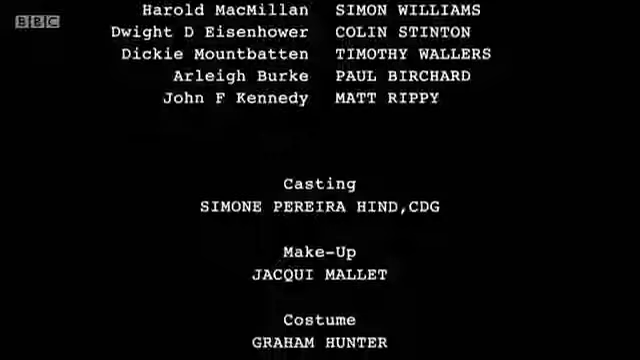 BBC
Harold MacMillan SIMON WILLIAMS
Dwight D Eisenhower COLIN STINTON
Dickie Mountbatten TIMOTHY WALLERS
Arleigh Burke PAUL BIRCHARD
John F Kennedy MATT RIPPY
Casting
SIMONE PEREIRA HIND,CDG
Make-Up
JACQUI MALLET
Costume
GRAHAM HUNTER